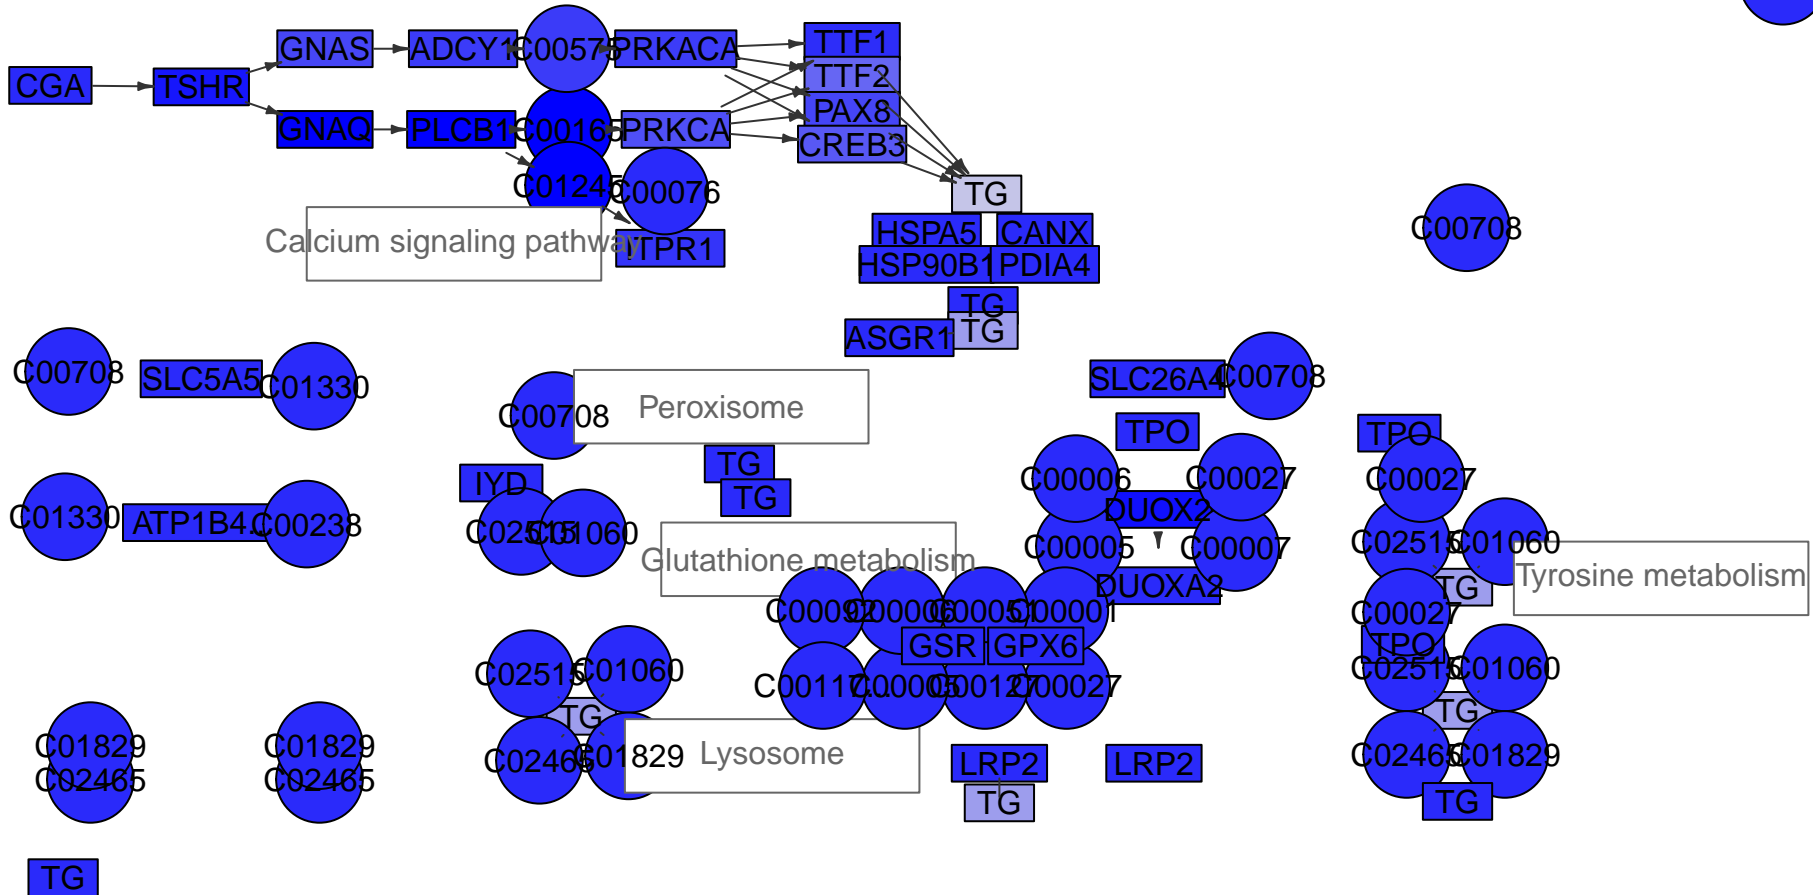 CGA
TSHR
GNAS
ADCY1
C00575
PRKACA
TTF1
TTF2
PAX8
CREB3
GNAQ
PLCB1
C00165
PRKCA
C01245
C00076
TG
Calcium signaling pathway
ITPR1
HSPA5
CANX
HSP90B1
PDIA4
C00708
TG
TG
ASGR1
C00708
SLC5A5
C01330
C00708
Peroxisome
SLC26A4
C00708
TPO
TPO
TG
TG
IYD
C00006
C00027
C00027
C01330
ATP1B4...
C00238
C02515
C01060
DUOX2
C00005
C00007
C02515
C01060
Glutathione metabolism
DUOXA2
TG
Tyrosine metabolism
C00092
C00006
C00051
C00001
C00027
GSR
GPX6
TPO
C02515
C01060
C00117...
C00005
C00127
C00027
C02515
C01060
TG
TG
C01829
C02465
C01829
C02465
C02465
C01829
Lysosome
LRP2
LRP2
C02465
C01829
TG
TG
TG